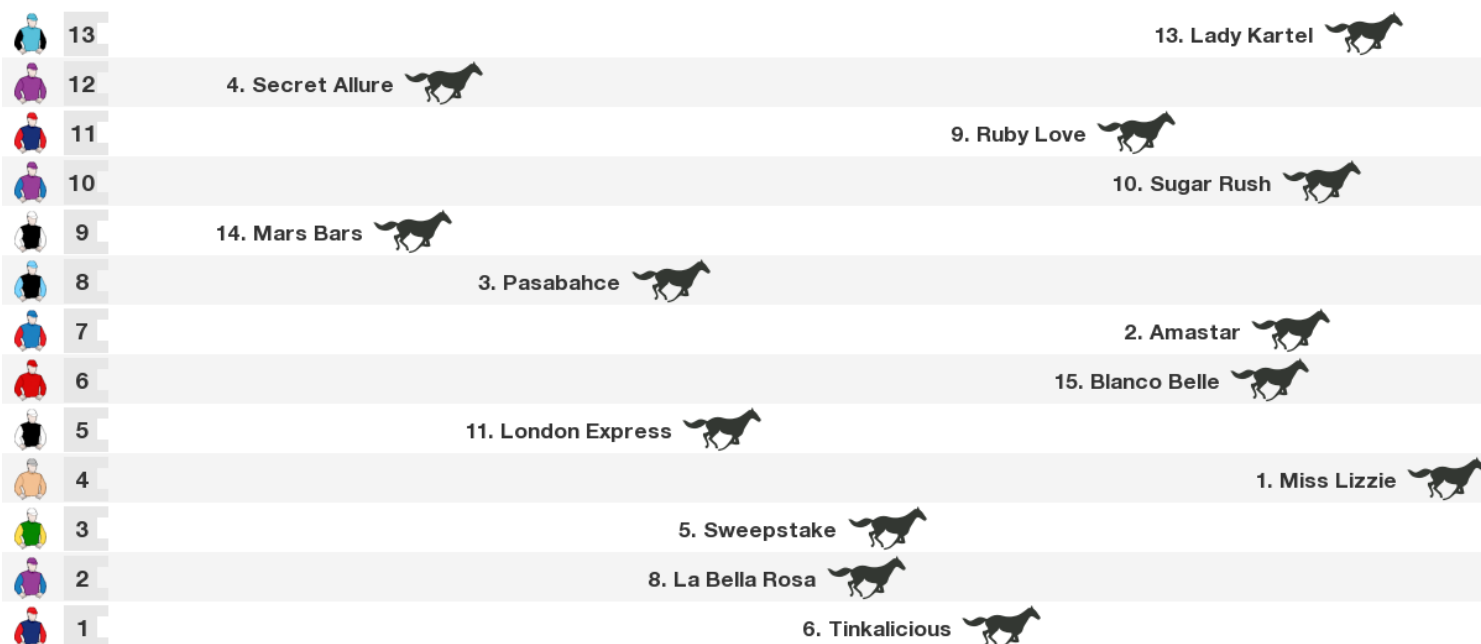 13 13. Lady Kartel
12 4. Secret Allure
11 9. Ruby Love
10 10. Sugar Rush
9 14. Mars Bars
8 3. Pasabahce
7 2. Amastar
6 15. Blanco Belle
5 11. London Express
4 1. Miss Lizzie
3 5. Sweepstake
2 8. La Bella Rosa
1 6. Tinkalicious